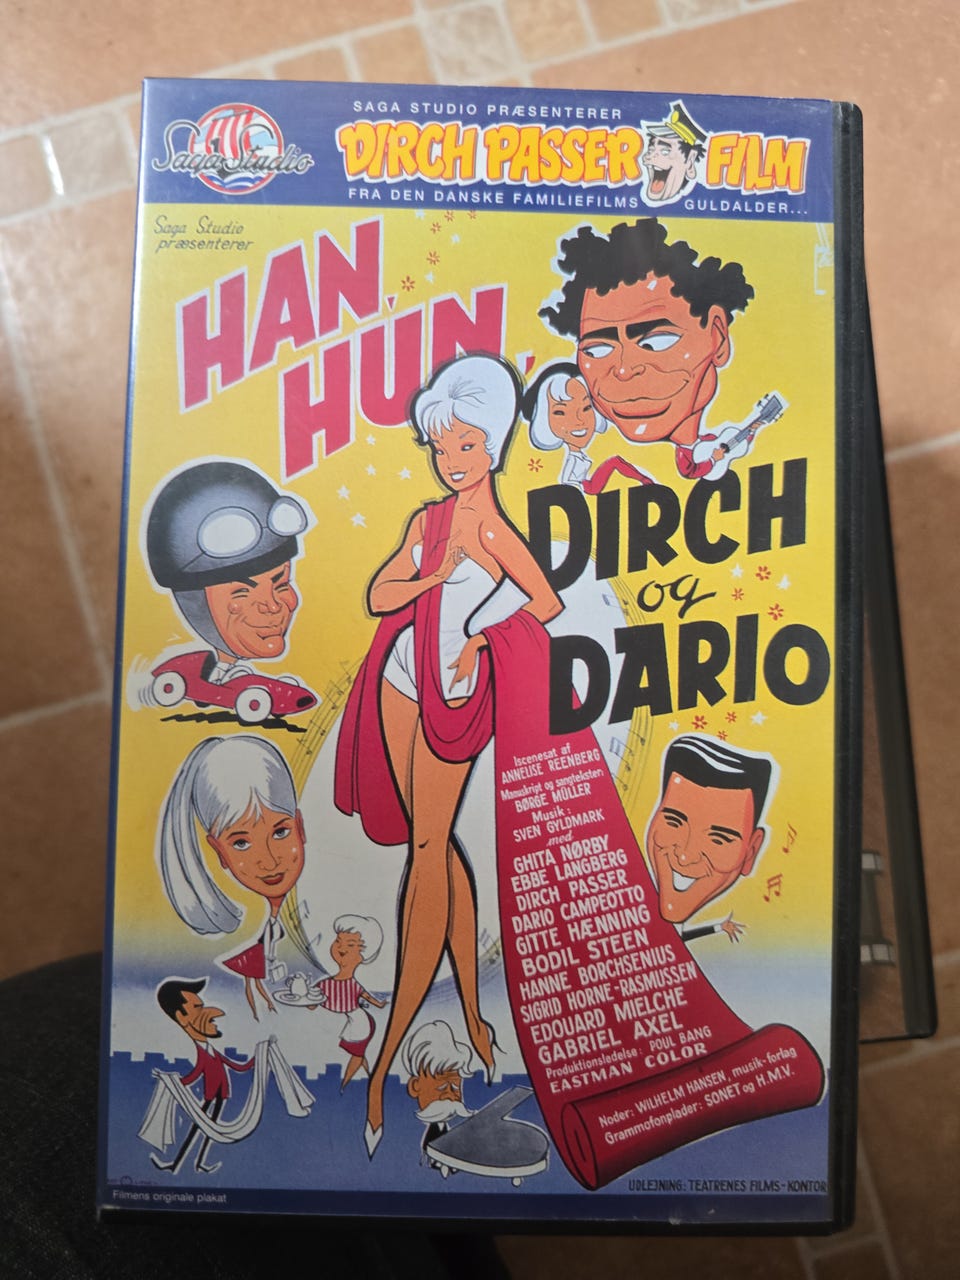 Saga Studio
SAGA STUDIO PRÆSENTERER
DIRCH PASSER FILM
FRA DEN DANSKE FAMILIEFILMS GULDALDER...
Saga Studio
præsenterer
HAN,
HUN,
DIRCH
og
DARIO
Iscenesat af
ANNELISE REENBERG
Manuskript og sangtekster:
BØRGE MÜLLER
Musik:
SVEN GYLDMARK
med
GHITA NØRBY
EBBE LANGBERG
DIRCH PASSER
DARIO CAMPEOTTO
GITTE HÆNNING
BODIL STEEN
HANNE BORCHSENIUS
SIGRID HORNE-RASMUSSEN
EDOUARD MIELCHE
GABRIEL AXEL
Produktionsledelse: POUL BANG
EASTMAN COLOR
Noder: WILHELM HANSEN, musik-forlag
Grammofonplader: SONET og H.M.V.
UDLEJNING: TEATRENES FILMS-KONTOR
Filmens originale plakat